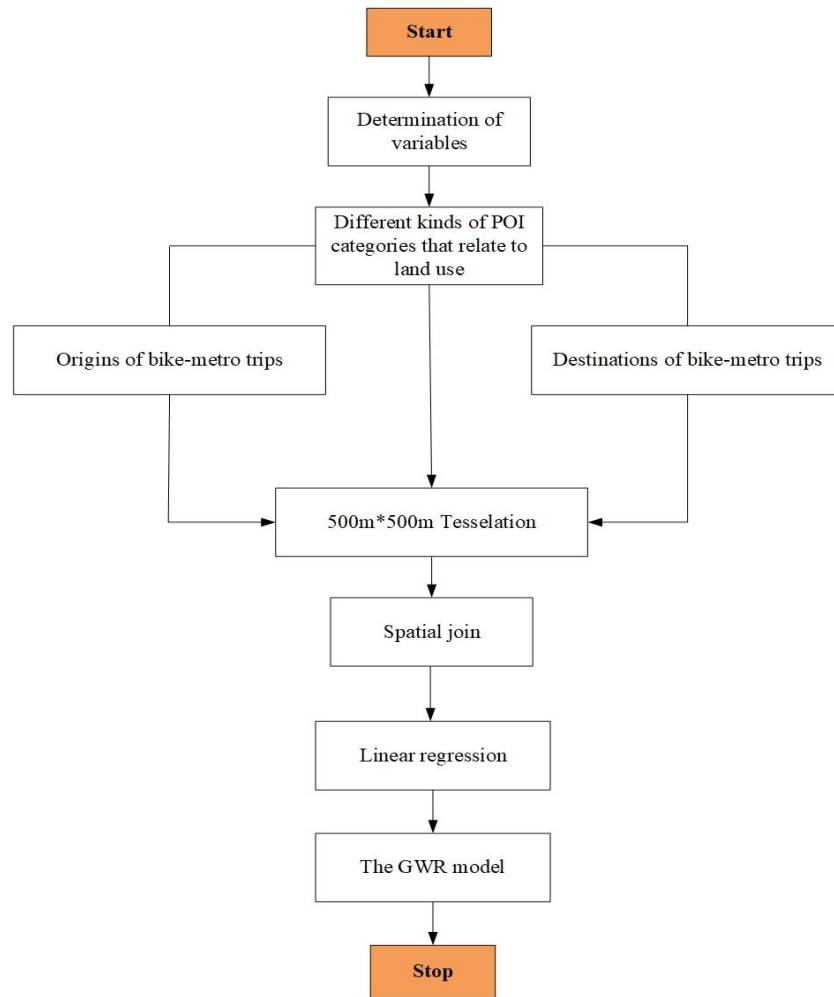 Start
Determination of
variables
Different kinds of POI
categories that relate to
land use
Origins of bike-metro trips
Destinations of bike-metro trips
500m*500m Tesselation
Spatial join
Linear regression
The GWR model
Stop